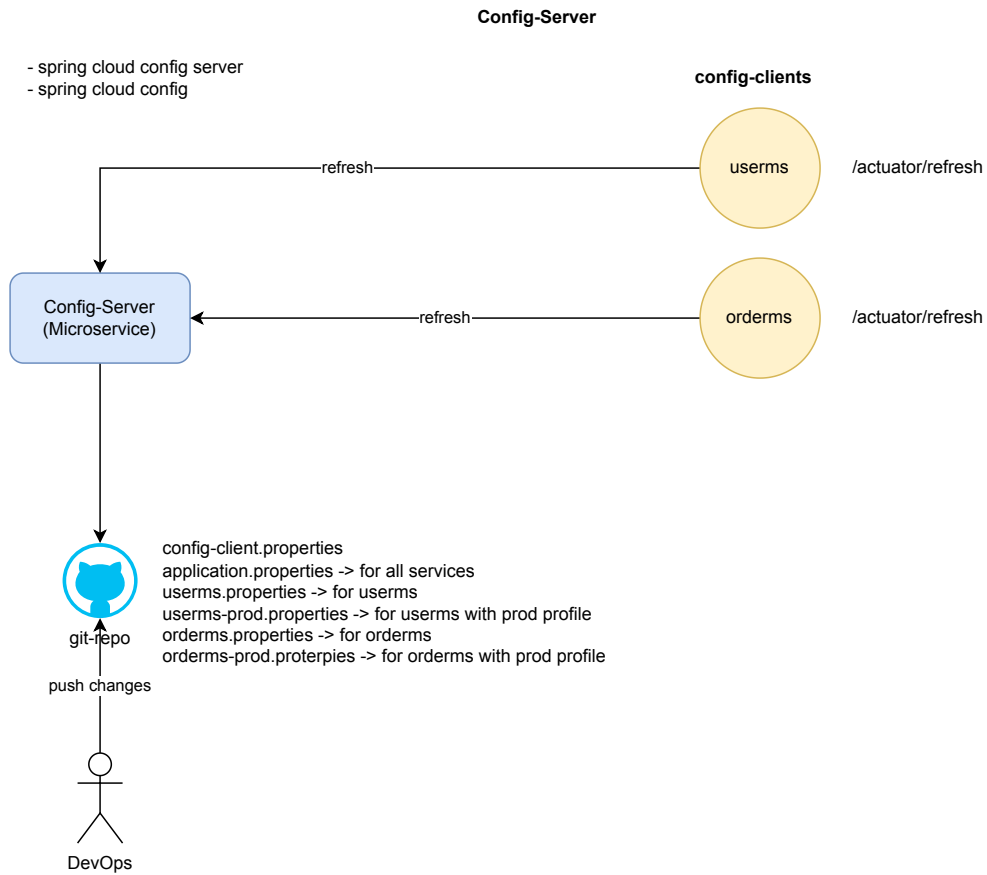 Config-Server
- spring cloud config server
- spring cloud config
config-clients
refresh
userms
/actuator/refresh
Config-Server
(Microservice)
refresh
orderms
/actuator/refresh
config-client.properties
application.properties -> for all services
userms.properties -> for userms
userms-prod.properties -> for userms with prod profile
orderms.properties -> for orderms
orderms-prod.proterpies -> for orderms with prod profile
git-repo
push changes
DevOps